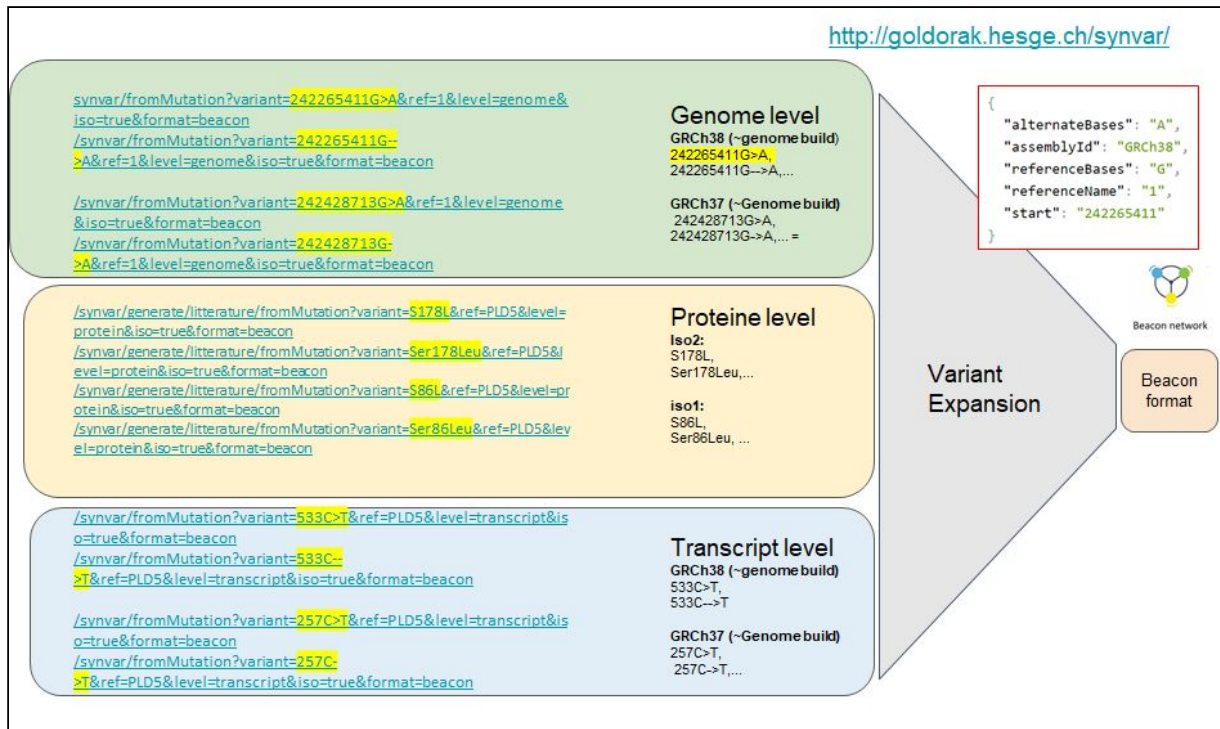 http://goldorak.hesge.ch/synvar/
synvar/fromMutation?variant=242265411G>A&ref=1&level=genome&
iso=true&format=beacon
/synvar/fromMutation?variant=242265411G--
>A&ref=1&level=genome&iso=true&format=beacon
/synvar/fromMutation?variant=242428713G>A&ref=1&level=genome
&iso=true&format=beacon
/synvar/fromMutation?variant=242428713G-
>A&ref=1&level=genome&iso=true&format=beacon
Genome level
GRCh38 (~genome build)
242265411G>A,
242265411G-->A,...
GRCh37 (~Genome build)
242428713G>A,
242428713G->A,... =
/synvar/generate/litterature/fromMutation?variant=S178L&ref=PLD5&level=
protein&iso=true&format=beacon
/synvar/generate/litterature/fromMutation?variant=Ser178Leu&ref=PLD5&l
evel=protein&iso=true&format=beacon
/synvar/generate/litterature/fromMutation?variant=S86L&ref=PLD5&level=pr
otein&iso=true&format=beacon
/synvar/generate/litterature/fromMutation?variant=Ser86Leu&ref=PLD5&lev
el=protein&iso=true&format=beacon
Proteine level
Iso2:
S178L,
Ser178Leu,...
iso1:
S86L,
Ser86Leu, ...
/synvar/fromMutation?variant=533C>T&ref=PLD5&level=transcript&is
o=true&format=beacon
/synvar/fromMutation?variant=533C--
>T&ref=PLD5&level=transcript&iso=true&format=beacon
/synvar/fromMutation?variant=257C>T&ref=PLD5&level=transcript&is
o=true&format=beacon
/synvar/fromMutation?variant=257C-
>T&ref=PLD5&level=transcript&iso=true&format=beacon
Transcript level
GRCh38 (~genome build)
533C>T,
533C-->T
GRCh37 (~Genome build)
257C>T,
257C->T,...
Variant
Expansion
{
"alternateBases": "A",
"assemblyId": "GRCh38",
"referenceBases": "G",
"referenceName": "1",
"start": "242265411"
}
Beacon network
Beacon
format